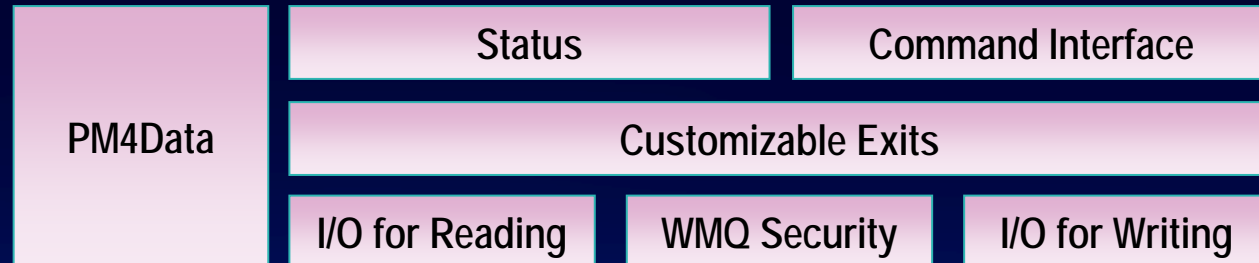 Status
Command Interface
PM4Data
Customizable Exits
I/O for Reading
WMQ Security
I/O for Writing